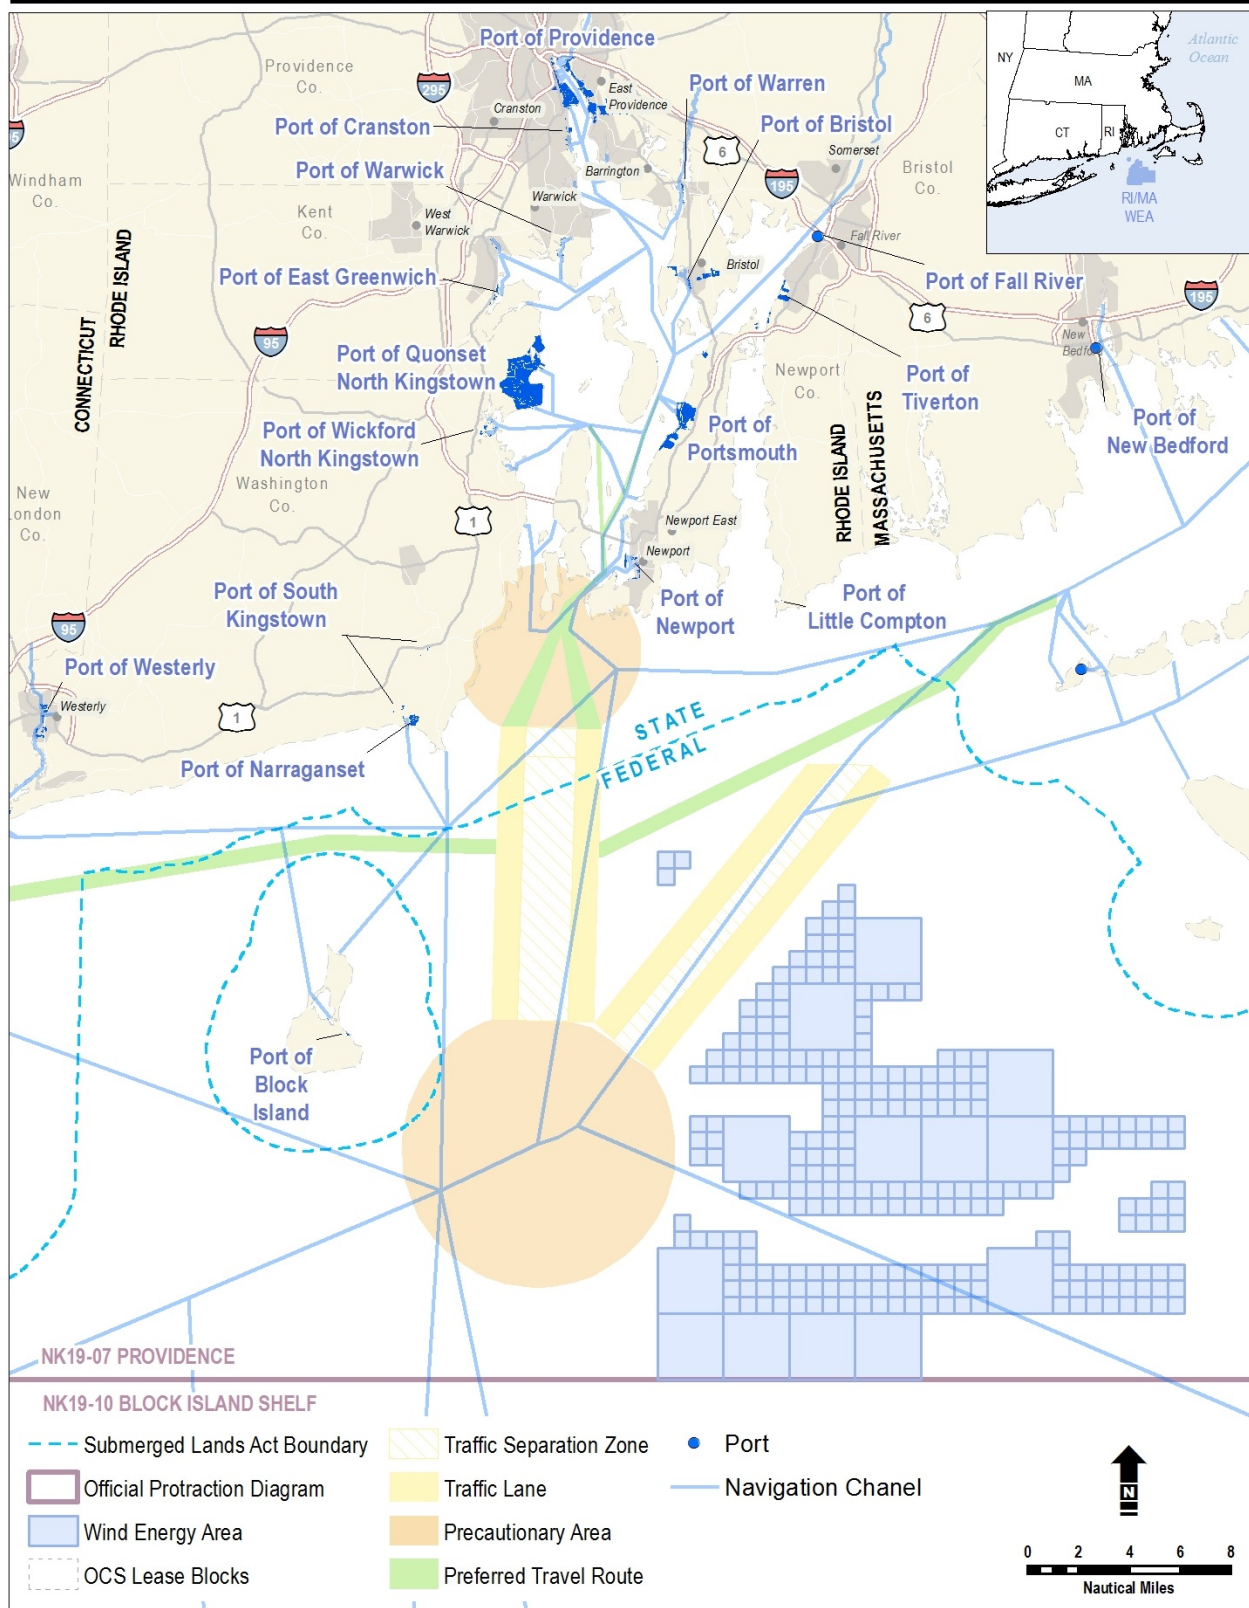 Port of Providence
Atlantic
Ocean
NY
MA
CT
RI
RI/MA
WEA
Providence
Co.
295
East
Providence
Cranston
Port of Warren
Port of Cranston
Port of Bristol
6
Somerset
Port of Warwick
Barrington
195
Bristol
Co.
Windham
Co.
Kent
Co.
Warwick
West
Warwick
Fall River
Bristol
Port of East Greenwich
Port of Fall River
195
6
RHODE ISLAND
CONNECTICUT
95
New
Bedford
Port of Quonset
North Kingstown
Newport
Co.
Port of
Tiverton
Port of Wickford
North Kingstown
Port of
Portsmouth
Port of
New Bedford
RHODE ISLAND
MASSACHUSETTS
Washington
Co.
New
London
Co.
1
Newport East
Newport
Port of South
Kingstown
Port of
Newport
Port of
Little Compton
95
Port of Westerly
Westerly
1
STATE
FEDERAL
Port of Narraganset
Port of
Block
Island
NK19-07 PROVIDENCE
NK19-10 BLOCK ISLAND SHELF
Submerged Lands Act Boundary
Official Protraction Diagram
Wind Energy Area
OCS Lease Blocks
Traffic Separation Zone
Traffic Lane
Precautionary Area
Preferred Travel Route
Port
Navigation Chanel
N
0 2 4 6 8
Nautical Miles